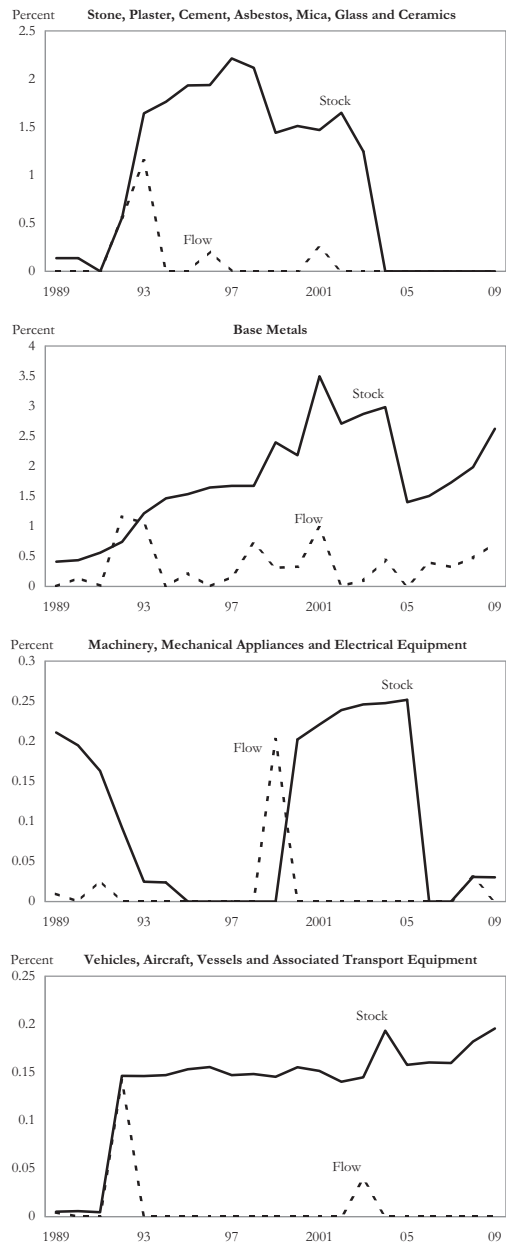 Percent Stone, Plaster, Cement, Asbestos, Mica, Glass and Ceramics
2.5
2
Stock
1.5
1
0.5
Flow
0
1989 93 97 2001 05 09
Percent Base Metals
4
3.5
Stock
3
2.5
2
1.5
1
Flow
0.5
0
1989 93 97 2001 05 09
Percent Machinery, Mechanical Appliances and Electrical Equipment
0.3
Stock
0.25
Flow
0.2
0.15
0.1
0.05
0
1989 93 97 2001 05 09
Percent Vehicles, Aircraft, Vessels and Associated Transport Equipment
0.25
Stock
0.2
0.15
0.1
Flow
0.05
0
1989 93 97 2001 05 09